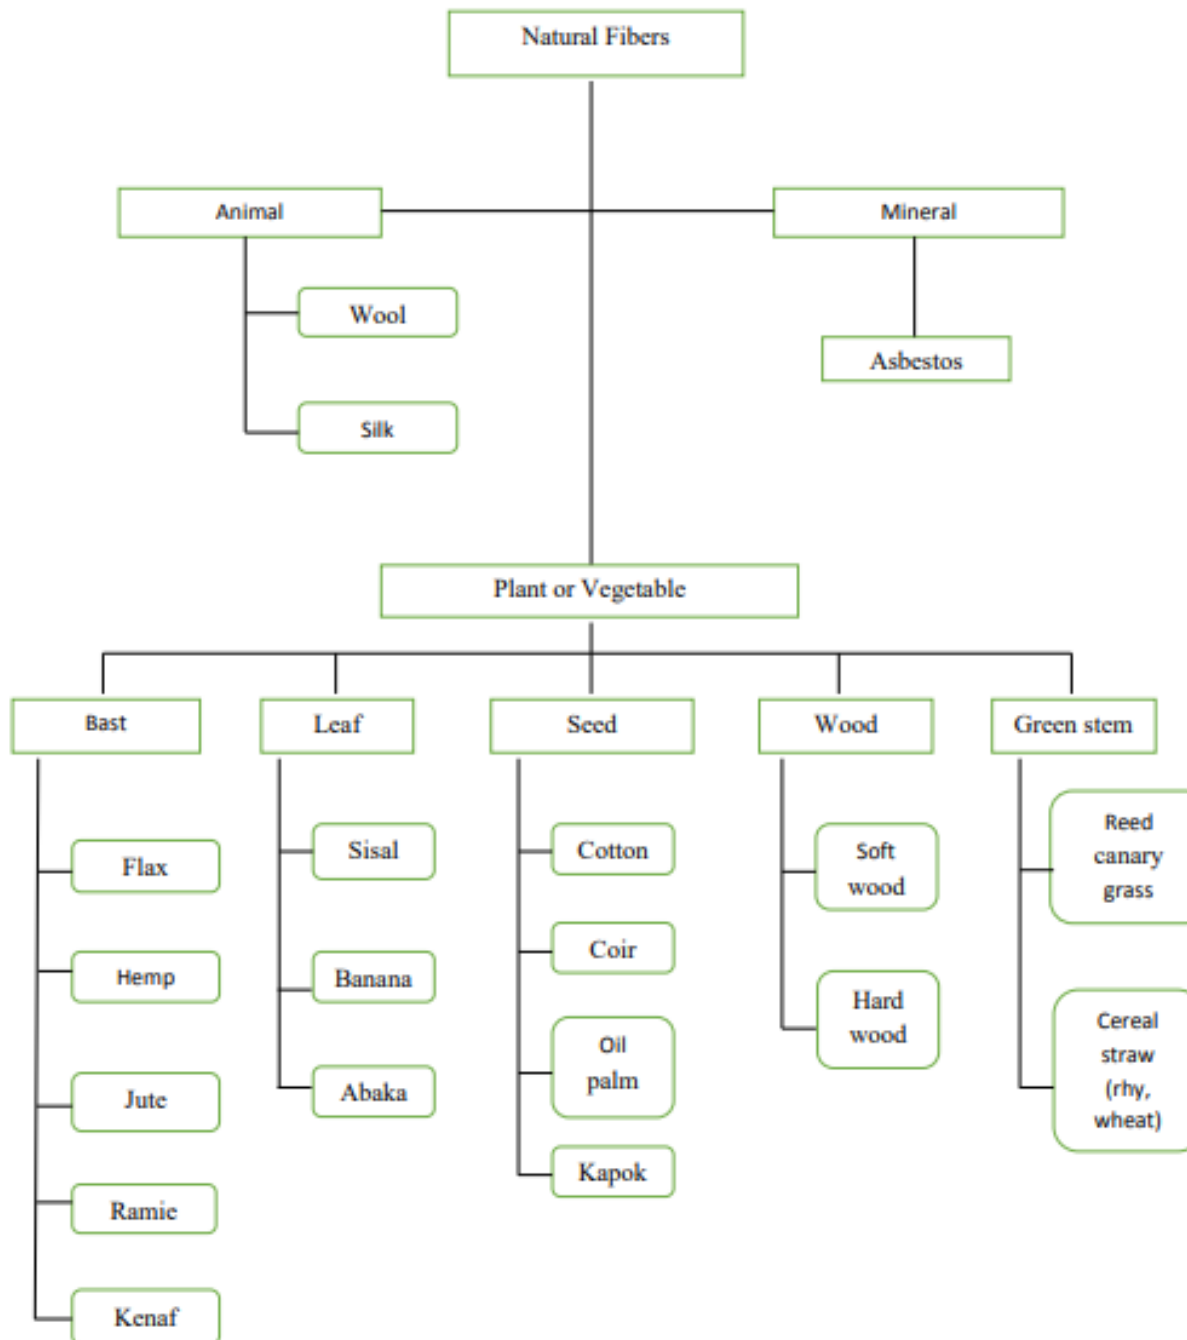 Natural Fibers
Animal
Mineral
Wool
Asbestos
Silk
Plant or Vegetable
Bast
Leaf
Seed
Wood
Green stem
Flax
Hemp
Jute
Ramie
Kenaf
Sisal
Banana
Abaka
Cotton
Coir
Oil
palm
Kapok
Soft
wood
Hard
wood
Reed
canary
grass
Cereal
straw
(rhy,
wheat)